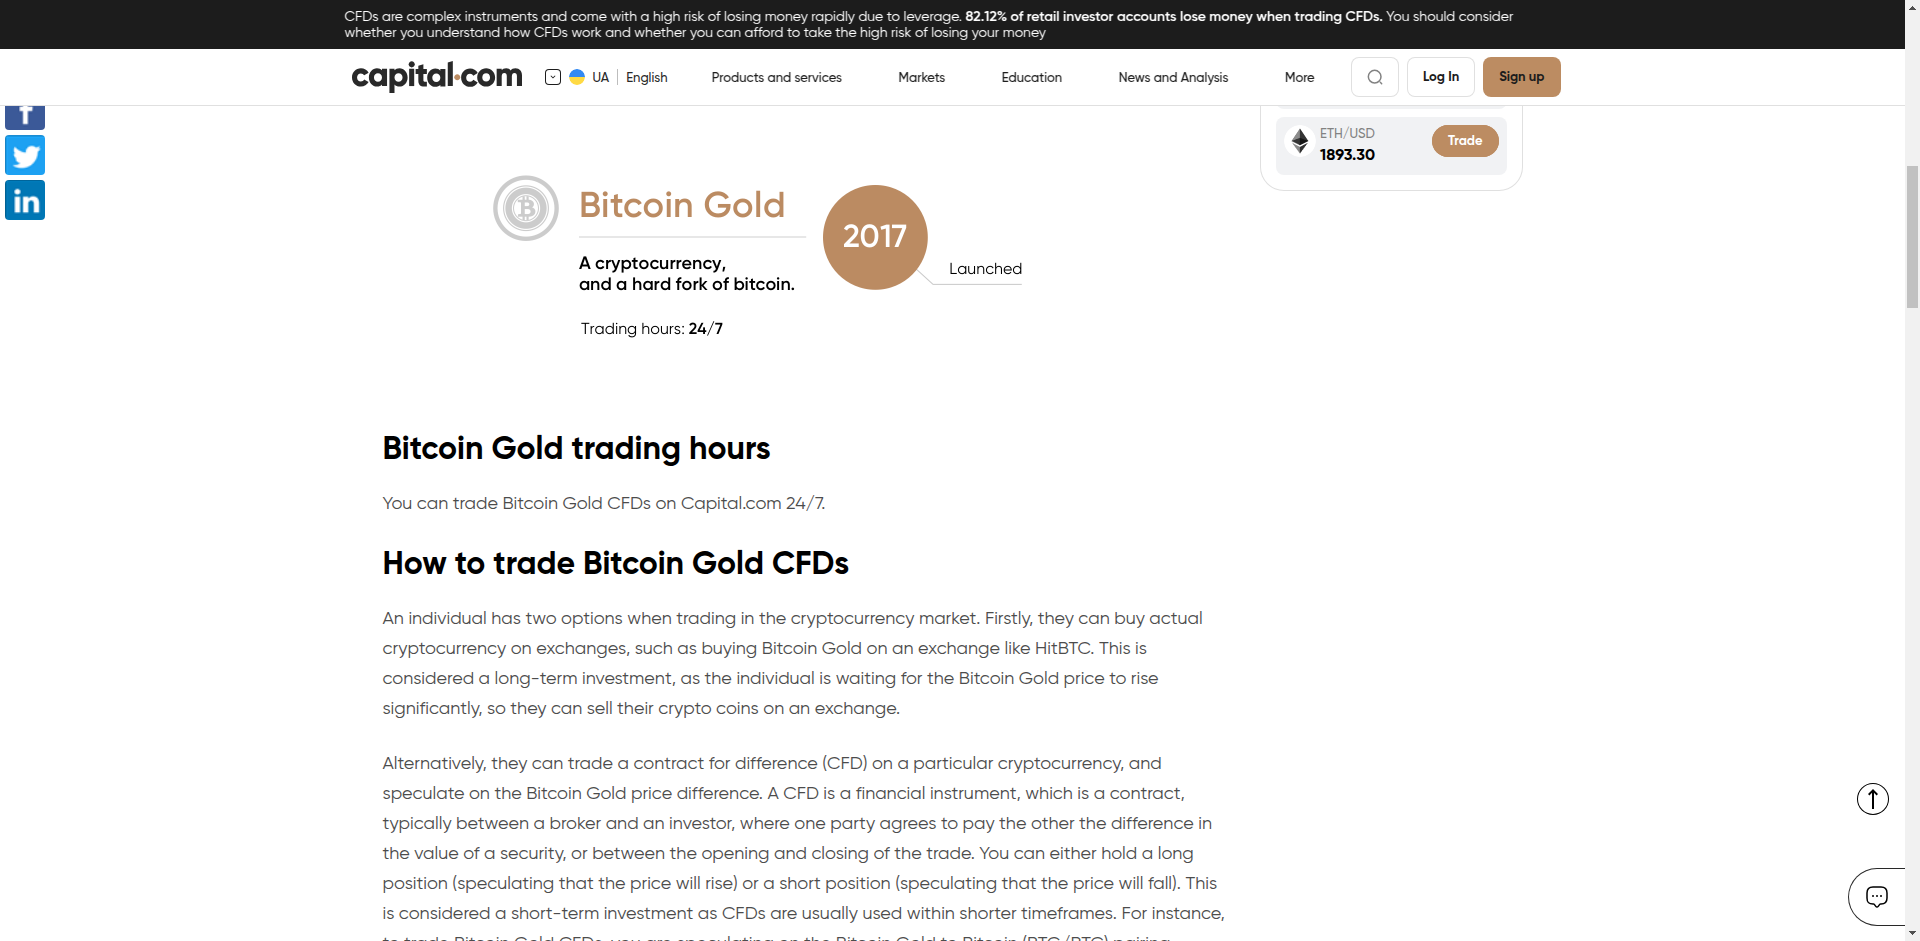 CFDs are complex instruments and come with a high risk of losing money rapidly due to leverage. 82.12% of retail investor accounts lose money when trading CFDs. You should consider
whether you understand how CFDs work and whether you can afford to take the high risk of losing your money
capital.com
UA English
Products and services
Markets
Education
News and Analysis
More
Log In
Sign up
ETH/USD
1893.30
Trade
Bitcoin Gold
A cryptocurrency,
and a hard fork of bitcoin.
Trading hours: 24/7
2017
Launched
Bitcoin Gold trading hours
You can trade Bitcoin Gold CFDs on Capital.com 24/7.
How to trade Bitcoin Gold CFDs
An individual has two options when trading in the cryptocurrency market. Firstly, they can buy actual
cryptocurrency on exchanges, such as buying Bitcoin Gold on an exchange like HitBTC. This is
considered a long-term investment, as the individual is waiting for the Bitcoin Gold price to rise
significantly, so they can sell their crypto coins on an exchange.
Alternatively, they can trade a contract for difference (CFD) on a particular cryptocurrency, and
speculate on the Bitcoin Gold price difference. A CFD is a financial instrument, which is a contract,
typically between a broker and an investor, where one party agrees to pay the other the difference in
the value of a security, or between the opening and closing of the trade. You can either hold a long
position (speculating that the price will rise) or a short position (speculating that the price will fall). This
is considered a short-term investment as CFDs are usually used within shorter timeframes. For instance,